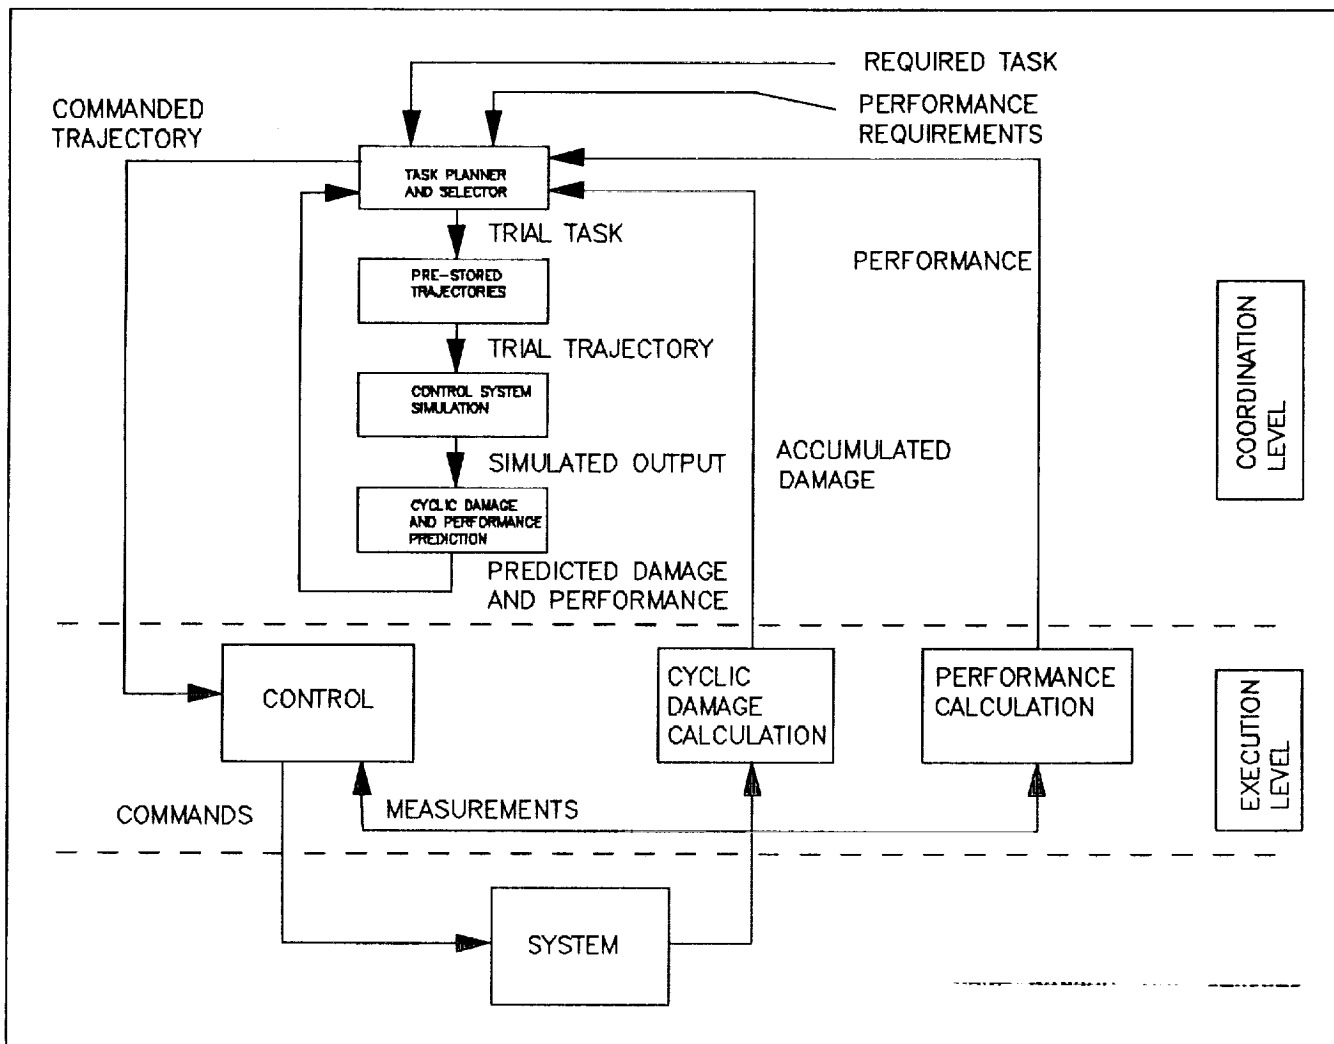 REQUIRED TASK
PERFORMANCE
REQUIREMENTS
COMMANDED
TRAJECTORY
TASK PLANNER
AND SELECTOR
TRIAL TASK
PERFORMANCE
PRE-STORED
TRAJECTORIES
TRIAL TRAJECTORY
CONTROL SYSTEM
SIMULATION
SIMULATED OUTPUT
ACCUMULATED
DAMAGE
CYCLIC DAMAGE
AND PERFORMANCE
PREDICTION
PREDICTED DAMAGE
AND PERFORMANCE
COORDINATION
LEVEL
CONTROL
CYCLIC
DAMAGE
CALCULATION
PERFORMANCE
CALCULATION
EXECUTION
LEVEL
COMMANDS
MEASUREMENTS
SYSTEM